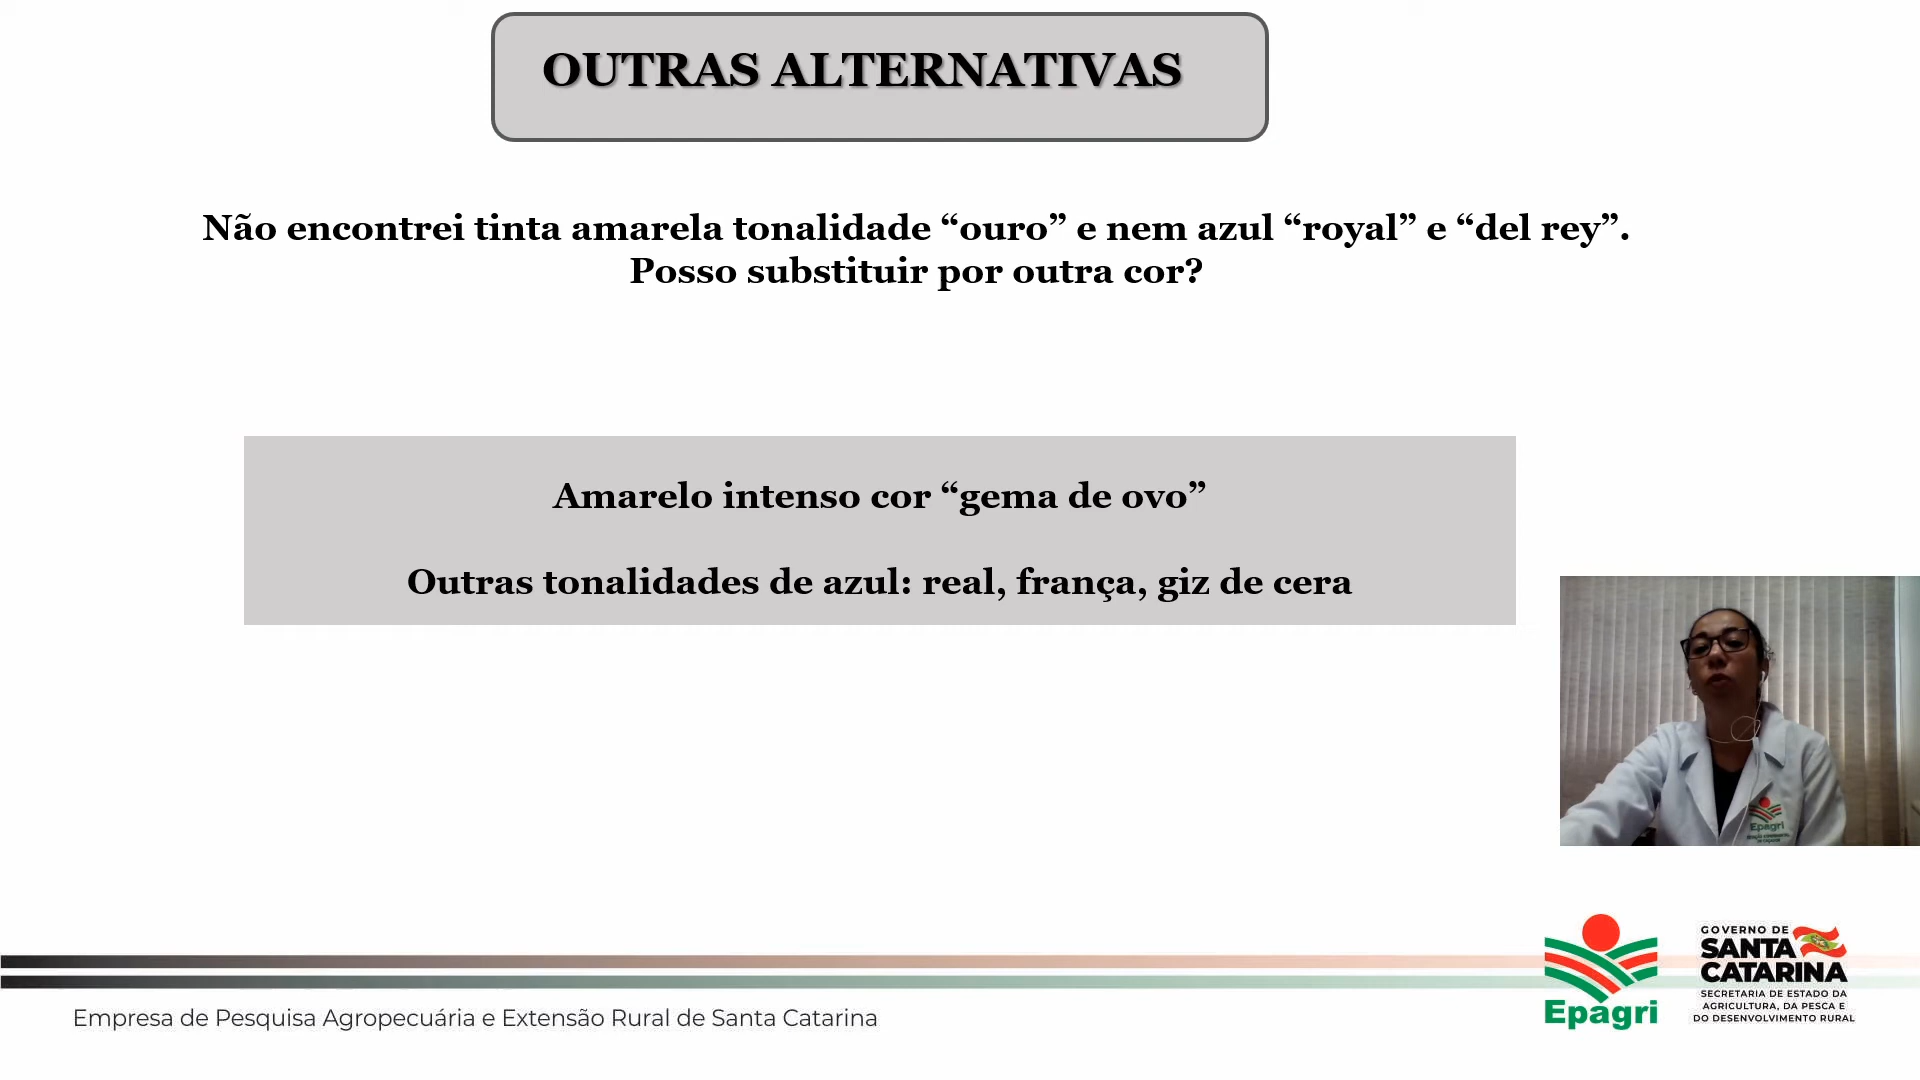 OUTRAS ALTERNATIVAS
Não encontrei tinta amarela tonalidade “ouro” e nem azul “royal” e “del rey”.
Posso substituir por outra cor?
Amarelo intenso cor “gema de ovo”
Outras tonalidades de azul: real, frança, giz de cera
Epagri
Empresa de Pesquisa Agropecuária e Extensão Rural de Santa Catarina
Epagri
GOVERNO DE
SANTA
CATARINA
SECRETARIA DE ESTADO DA
AGRICULTURA, DA PESCA E
DO DESENVOLVIMENTO RURAL